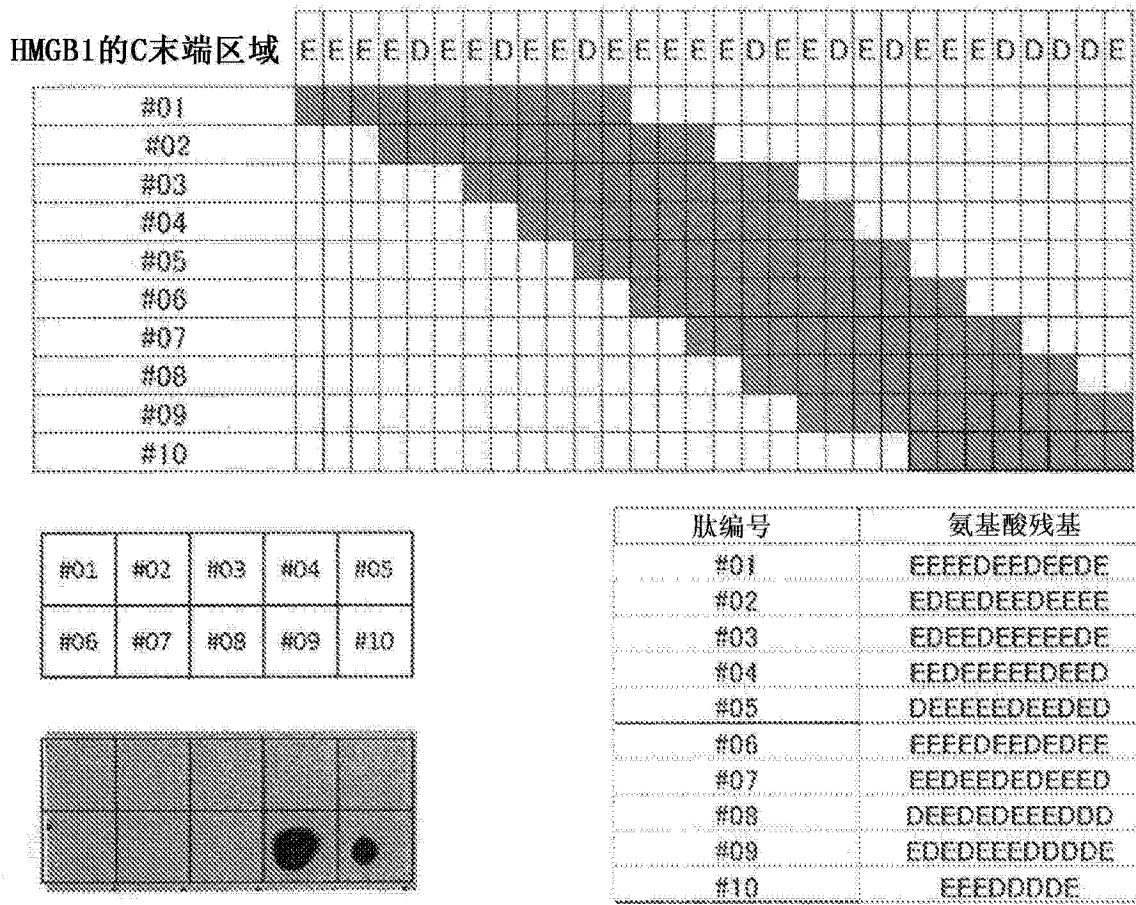 HMGB1的C末端区域 E E E E D E E D E E D E E E E E D E E D E D E E E D D D D E
#01
#02
#03
#04
#05
#06
#07
#08
#09
#10
#01 #02 #03 #04 #05
#06 #07 #08 #09 #10
肽编号 氨基酸残基
#01 EEEEDEEDEEDE
#02 EDEEDEEDEEEE
#03 EDEEDEEEEEDE
#04 EEDEEEEEDEED
#05 DEEEEEDEEDED
#06 EEEEDEEDEDEE
#07 EEDEEDEDEEED
#08 DEEDEDEEEDDD
#09 EDEDEEEDDDDE
#10 EEEDDDDE